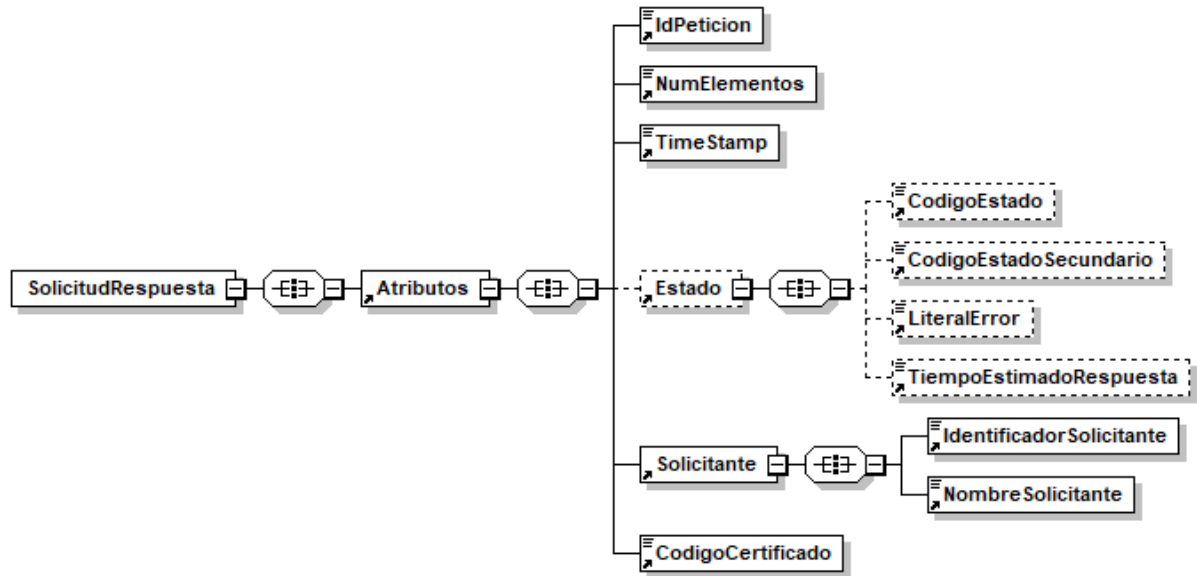 IdPeticion
NumElementos
TimeStamp
CodigoEstado
CodigoEstadoSecundario
SolicitudRespuesta
Atributos
Estado
LiteralError
TiempoEstimadoRespuesta
IdentificadorSolicitante
Solicitante
NombreSolicitante
CodigoCertificado